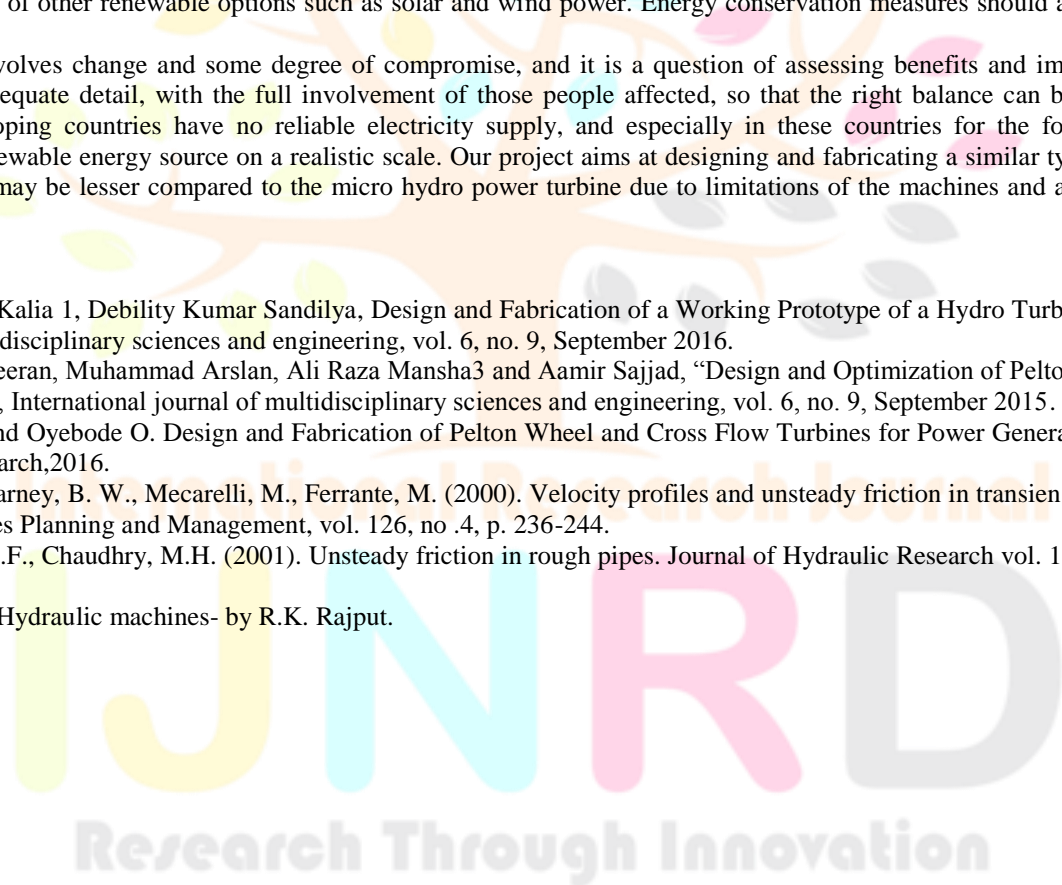 of other renewable options such as solar and wind power. Energy conservation measures should a
volves change and some degree of compromise, and it is a question of assessing benefits and im
equate detail, with the full involvement of those people affected, so that the right balance can b
oping countries have no reliable electricity supply, and especially in these countries for the fo
ewable energy source on a realistic scale. Our project aims at designing and fabricating a similar ty
may be lesser compared to the micro hydro power turbine due to limitations of the machines and a
Kalia 1, Debility Kumar Sandilya, Design and Fabrication of a Working Prototype of a Hydro Turb
disciplinary sciences and engineering, vol. 6, no. 9, September 2016.
eeran, Muhammad Arslan, Ali Raza Mansha3 and Aamir Sajjad, “Design and Optimization of Pelto
, International journal of multidisciplinary sciences and engineering, vol. 6, no. 9, September 2015.
nd Oyebode O. Design and Fabrication of Pelton Wheel and Cross Flow Turbines for Power Genera
arch,2016.
arney, B. W., Mecarelli, M., Ferrante, M. (2000). Velocity profiles and unsteady friction in transien
es Planning and Management, vol. 126, no .4, p. 236-244.
.F., Chaudhry, M.H. (2001). Unsteady friction in rough pipes. Journal of Hydraulic Research vol. 1
Hydraulic machines- by R.K. Rajput.
International Research Journal
IJNRD
Research Through Innovation